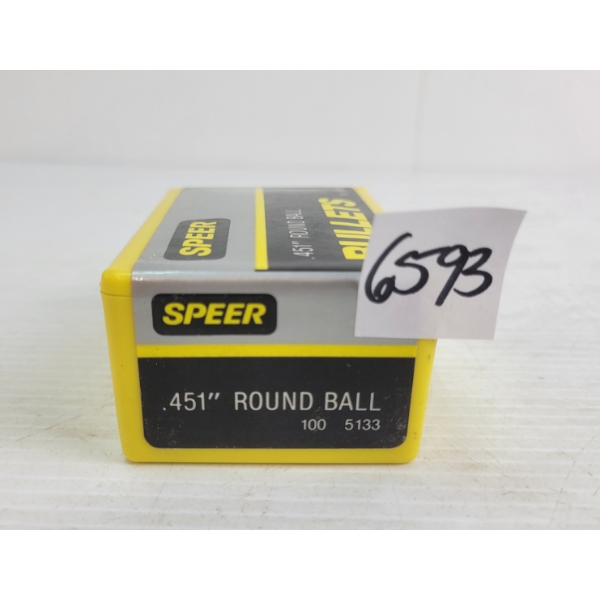 SPEER
.451" ROUND BALL
BULLETS
6593
SPEER
.451" ROUND BALL
100 5133